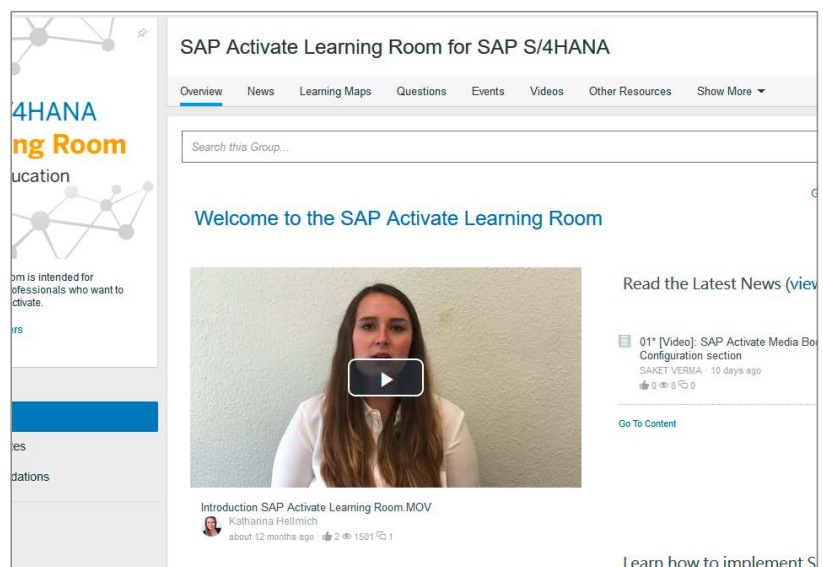 SAP Activate Learning Room for SAP S/4HANA
Overview News Learning Maps Questions Events Videos Other Resources Show More
/4HANA
ng Room
ucation
om is intended for
ofessionals who want to
ctivate.
ers
es
dations
Search this Group...
G
Welcome to the SAP Activate Learning Room
Introduction SAP Activate Learning Room.MOV
Katharina Hellmich
about 12 months ago · 2 1501 1
Read the Latest News (view
01* [Video]: SAP Activate Media Bo
Configuration section
SAKET VERMA · 10 days ago
0 8 0
Go To Content
Learn how to implement S